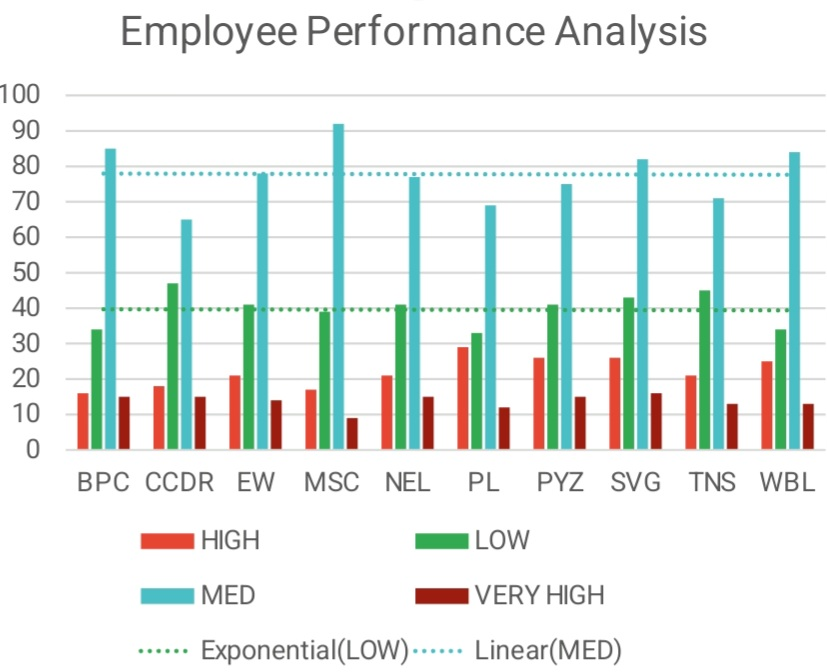 Employee Performance Analysis
100
90
80
70
60
50
40
30
20
10
0
BPC CCDR EW MSC NEL PL PYZ SVG TNS WBL
HIGH LOW
MED VERY HIGH
Exponential(LOW) Linear(MED)